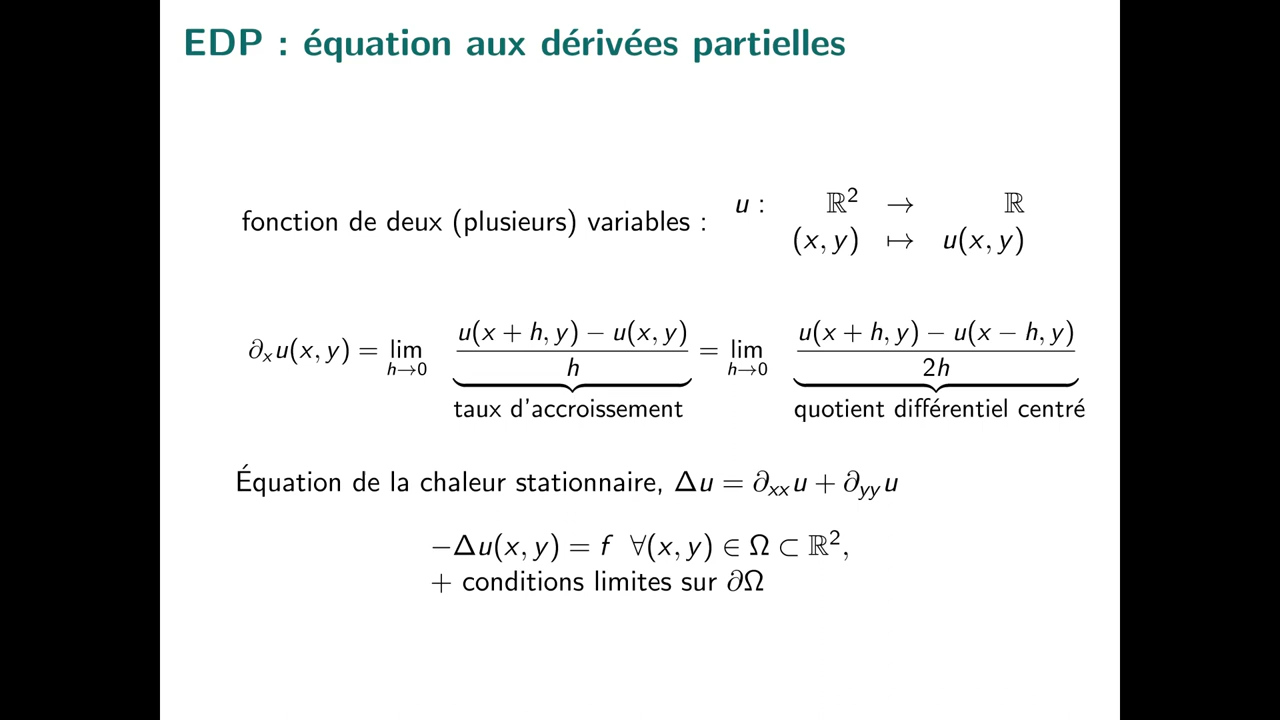 EDP : équation aux dérivées partielles
fonction de deux (plusieurs) variables : u : ℝ² → ℝ
(x, y) ↦ u(x, y)
∂ₓu(x, y) = lim_{h→0} (u(x + h, y) − u(x, y))/h = lim_{h→0} (u(x + h, y) − u(x − h, y))/2h
taux d'accroissement quotient différentiel centré
Équation de la chaleur stationnaire, Δu = ∂ₓₓu + ∂_{yy}u
−Δu(x, y) = f ∀(x, y) ∈ Ω ⊂ ℝ²,
+ conditions limites sur ∂Ω